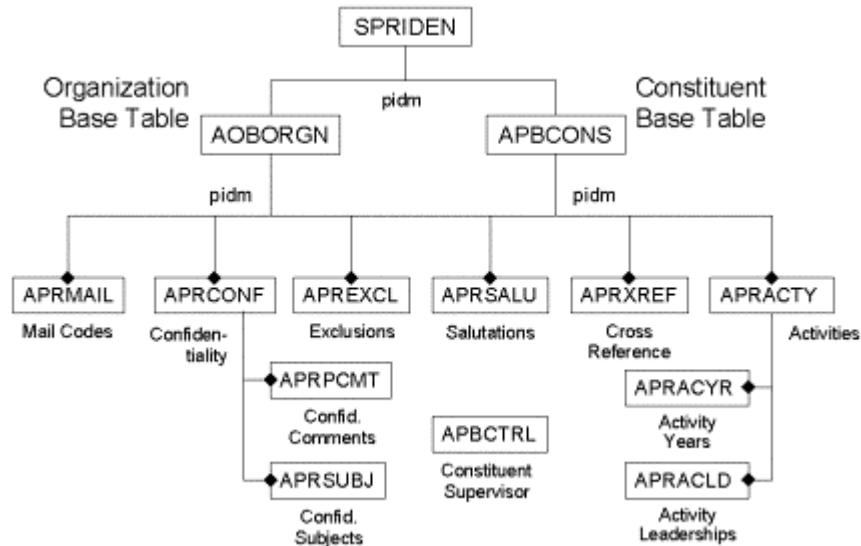 SPRIDEN
Organization
Base Table
pidm
Constituent
Base Table
AOBORGN
APBCONS
pidm
pidm
APRMAIL
APRCONF
APREXCL
APRSALU
APRXREF
APRACTY
Mail Codes
Confiden-
tiality
Exclusions
Salutations
Cross
Reference
Activities
APRPCMT
Confid.
Comments
APBCTRL
Constituent
Supervisor
APRACYR
Activity
Years
APRSUBJ
Confid.
Subjects
APRACLD
Activity
Leaderships